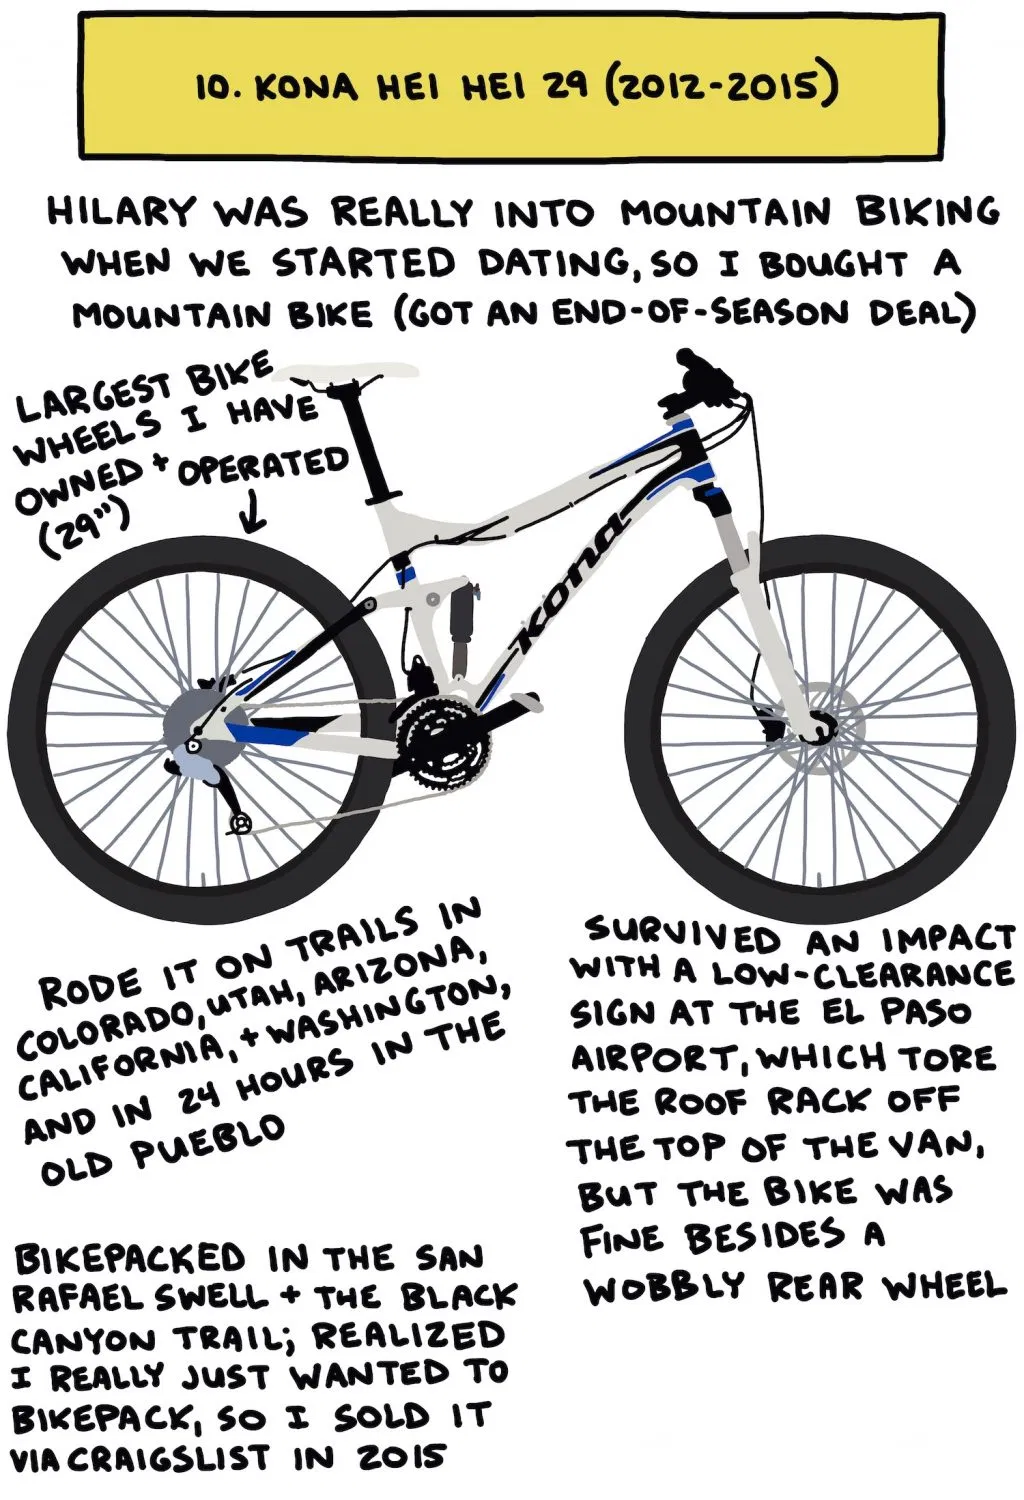 10. KONA HEI HEI 29 (2012-2015)
HILARY WAS REALLY INTO MOUNTAIN BIKING
WHEN WE STARTED DATING, SO I BOUGHT A
MOUNTAIN BIKE (GOT AN END-OF-SEASON DEAL)
LARGEST BIKE
WHEELS I HAVE
OWNED + OPERATED
(29")
KONA
RODE IT ON TRAILS IN
COLORADO, UTAH, ARIZONA,
CALIFORNIA, + WASHINGTON,
AND IN 24 HOURS IN THE
OLD PUEBLO
SURVIVED AN IMPACT
WITH A LOW-CLEARANCE
SIGN AT THE EL PASO
AIRPORT, WHICH TORE
THE ROOF RACK OFF
THE TOP OF THE VAN,
BUT THE BIKE WAS
FINE BESIDES A
WOBBLY REAR WHEEL
BIKEPACKED IN THE SAN
RAFAEL SWELL + THE BLACK
CANYON TRAIL; REALIZED
I REALLY JUST WANTED TO
BIKEPACK, SO I SOLD IT
VIA CRAIGSLIST IN 2015